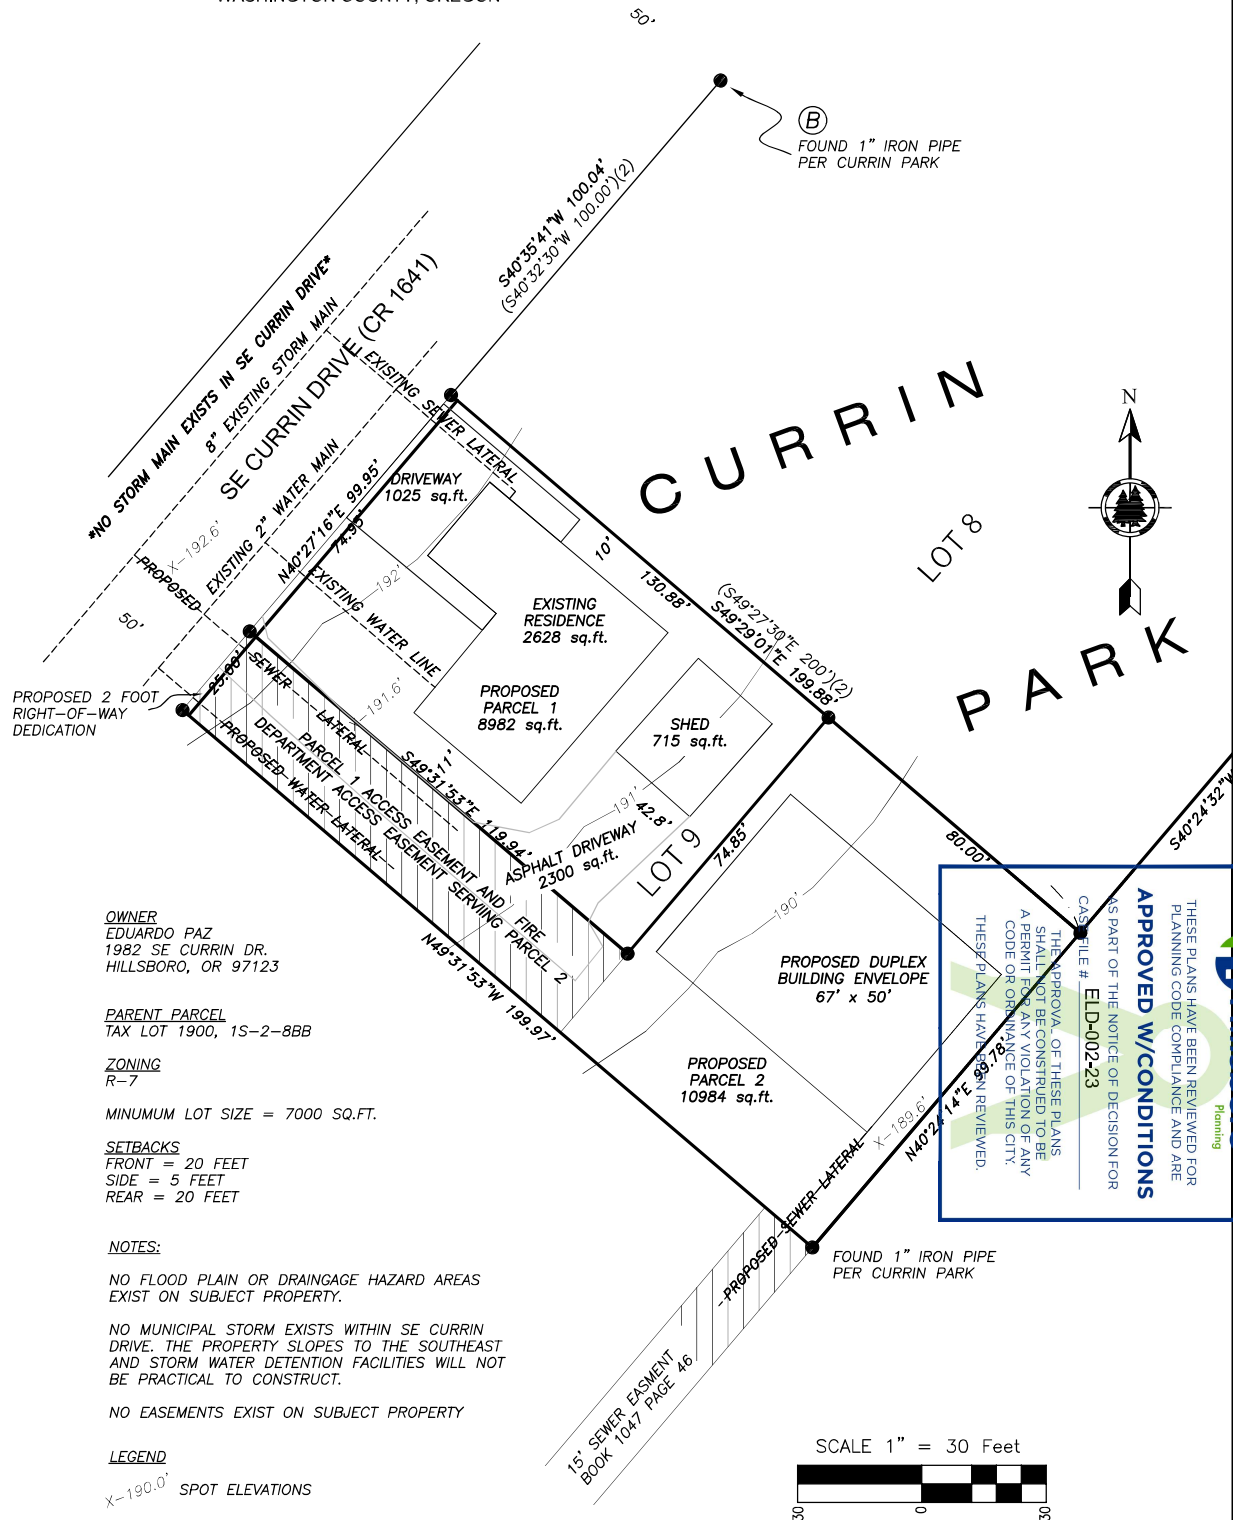 WASHINGTON COUNTY, OREGON
50'
B
FOUND 1" IRON PIPE
PER CURRIN PARK
S40°35'41"W 100.04'
(S40°32'30"W 100.00')(2)
*NO STORM MAIN EXISTS IN SE CURRIN DRIVE*
8" EXISTING STORM MAIN
SE CURRIN DRIVE (CR 1641)
EXISTING 2" WATER MAIN
X-192.6'
PROPOSED
50'
EXISITNG SEWER LATERAL
N40°27'16"E 99.95'
74.95'
25.00'
DRIVEWAY
1025 sq.ft.
192'
EXISTING WATER LINE
EXISTING
RESIDENCE
2628 sq.ft.
10'
130.88'
(S49°27'30"E 200')(2)
S49°29'01"E 199.88'
CURRIN
PARK
LOT 8
N
PROPOSED
PARCEL 1
8982 sq.ft.
SHED
715 sq.ft.
PROPOSED 2 FOOT
RIGHT-OF-WAY
DEDICATION
SEWER LATERAL
X-191.6'
11'
S49°31'53"E 119.94'
PARCEL 1 ACCESS EASEMENT AND FIRE
DEPARTMENT ACCESS EASEMENT SERVIING PARCEL 2
PROPOSED WATER LATERAL
191'
42.8'
ASPHALT DRIVEWAY
2300 sq.ft.
LOT 9
74.85'
80.00'
S40°24'32"W
190'
N49°31'53"W 199.97'
PROPOSED DUPLEX
BUILDING ENVELOPE
67' x 50'
PROPOSED
PARCEL 2
10984 sq.ft.
X-189.6'
N40°24'14"E 99.78'
PROPOSED SEWER LATERAL
FOUND 1" IRON PIPE
PER CURRIN PARK
15' SEWER EASMENT
BOOK 1047 PAGE 46
Planning
THESE PLANS HAVE BEEN REVIEWED FOR
PLANNING CODE COMPLIANCE AND ARE
APPROVED W/CONDITIONS
AS PART OF THE NOTICE OF DECISION FOR
CASE FILE # ELD-002-23
THE APPROVAL OF THESE PLANS
SHALL NOT BE CONSTRUED TO BE
A PERMIT FOR ANY VIOLATION OF ANY
CODE OR ORDINANCE OF THIS CITY.
THESE PLANS HAVE BEEN REVIEWED.
OWNER
EDUARDO PAZ
1982 SE CURRIN DR.
HILLSBORO, OR 97123
PARENT PARCEL
TAX LOT 1900, 1S-2-8BB
ZONING
R-7
MINUMUM LOT SIZE = 7000 SQ.FT.
SETBACKS
FRONT = 20 FEET
SIDE = 5 FEET
REAR = 20 FEET
NOTES:
NO FLOOD PLAIN OR DRAINGAGE HAZARD AREAS
EXIST ON SUBJECT PROPERTY.
NO MUNICIPAL STORM EXISTS WITHIN SE CURRIN
DRIVE. THE PROPERTY SLOPES TO THE SOUTHEAST
AND STORM WATER DETENTION FACILITIES WILL NOT
BE PRACTICAL TO CONSTRUCT.
NO EASEMENTS EXIST ON SUBJECT PROPERTY
LEGEND
X-190.0' SPOT ELEVATIONS
SCALE 1" = 30 Feet
30 0 30